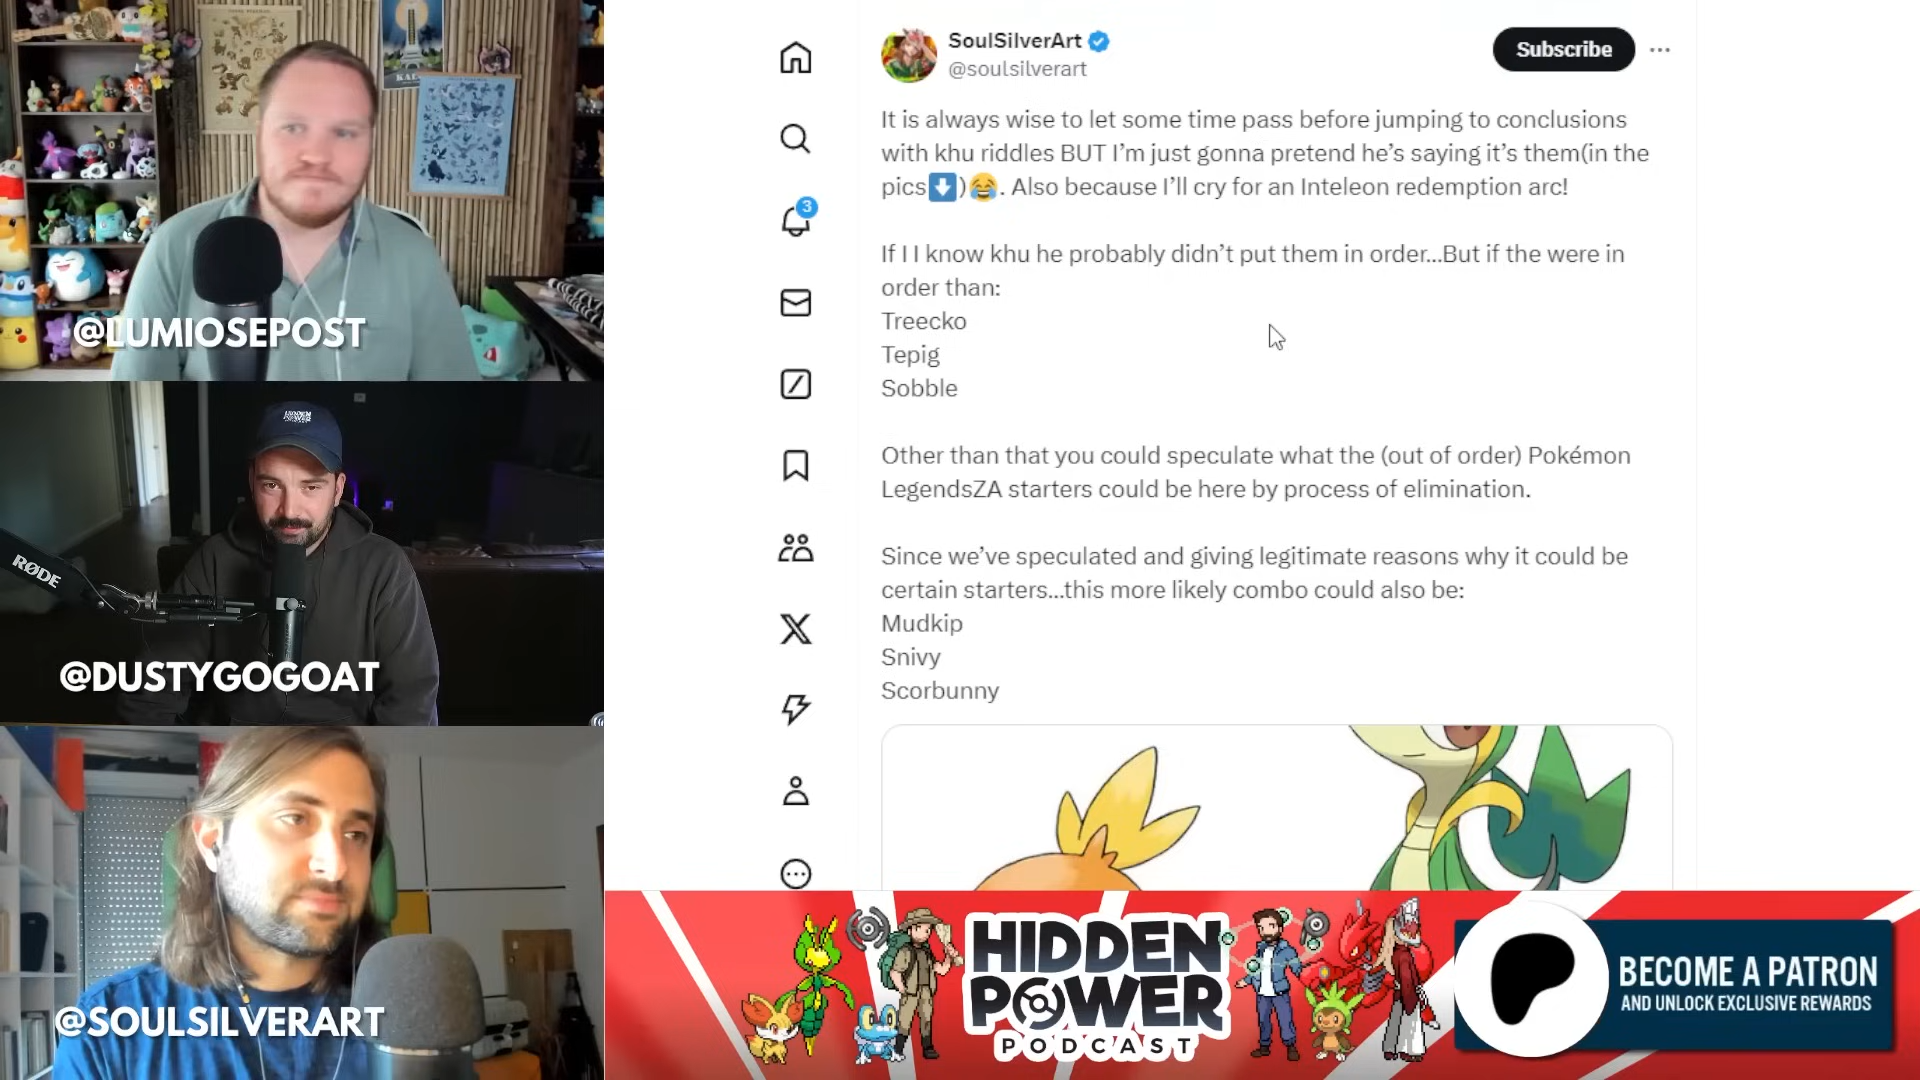 SoulSilverArt
@soulsilverart
Subscribe
It is always wise to let some time pass before jumping to conclusions
with khu riddles BUT I’m just gonna pretend he’s saying it’s them(in the
pics⬇️)😂. Also because I’ll cry for an Inteleon redemption arc!
If I I know khu he probably didn’t put them in order...But if the were in
order than:
Treecko
Tepig
Sobble
Other than that you could speculate what the (out of order) Pokémon
LegendsZA starters could be here by process of elimination.
Since we’ve speculated and giving legitimate reasons why it could be
certain starters...this more likely combo could also be:
Mudkip
Snivy
Scorbunny
3
@LUMIOSEPOST
HIDDEN
POWER
RØDE
@DUSTYGOGOAT
@SOULSILVERART
HIDDEN
POWER
PODCAST
BECOME A PATRON
AND UNLOCK EXCLUSIVE REWARDS